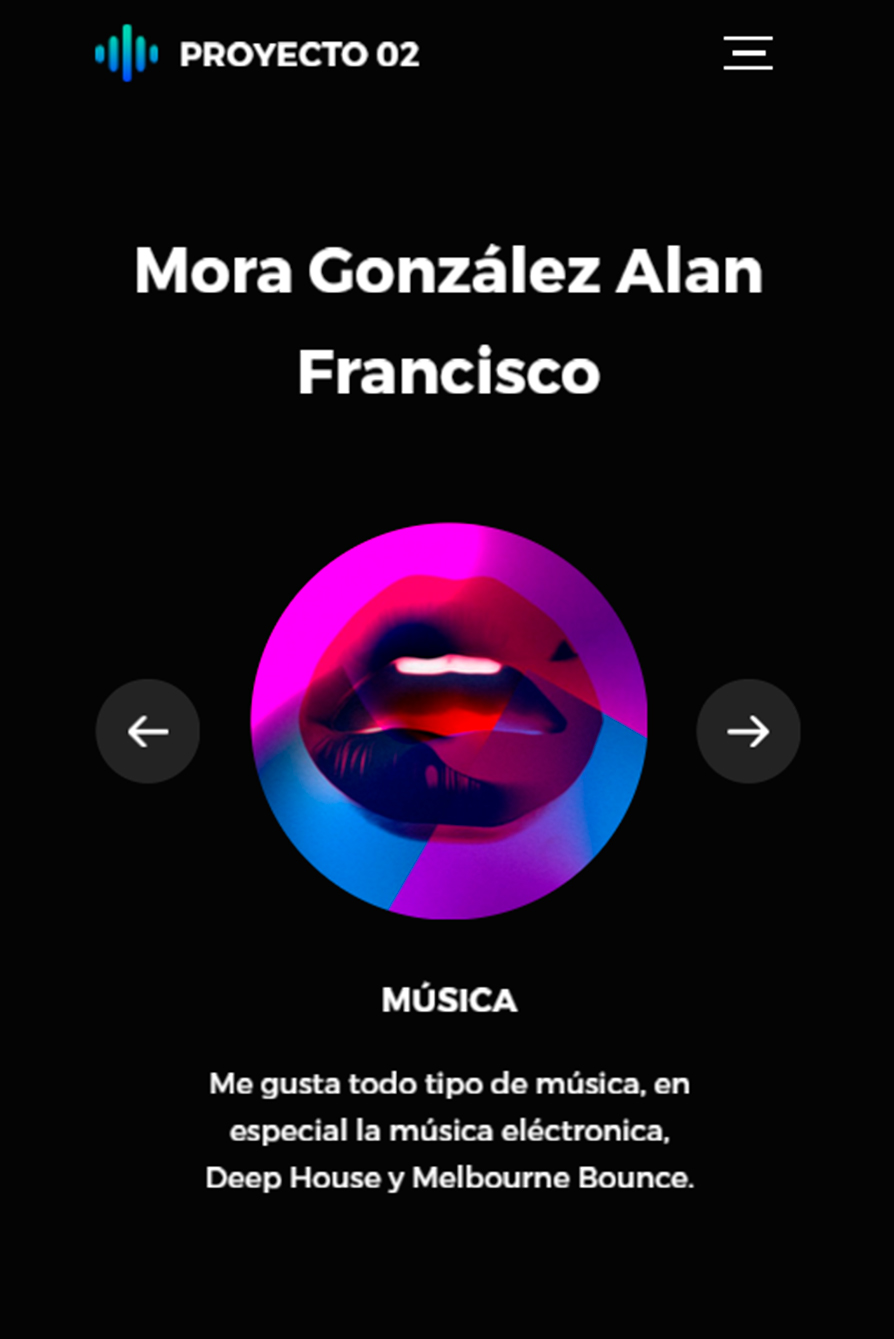 PROYECTO 02
Mora González Alan
Francisco
MÚSICA
Me gusta todo tipo de música, en
especial la música eléctronica,
Deep House y Melbourne Bounce.